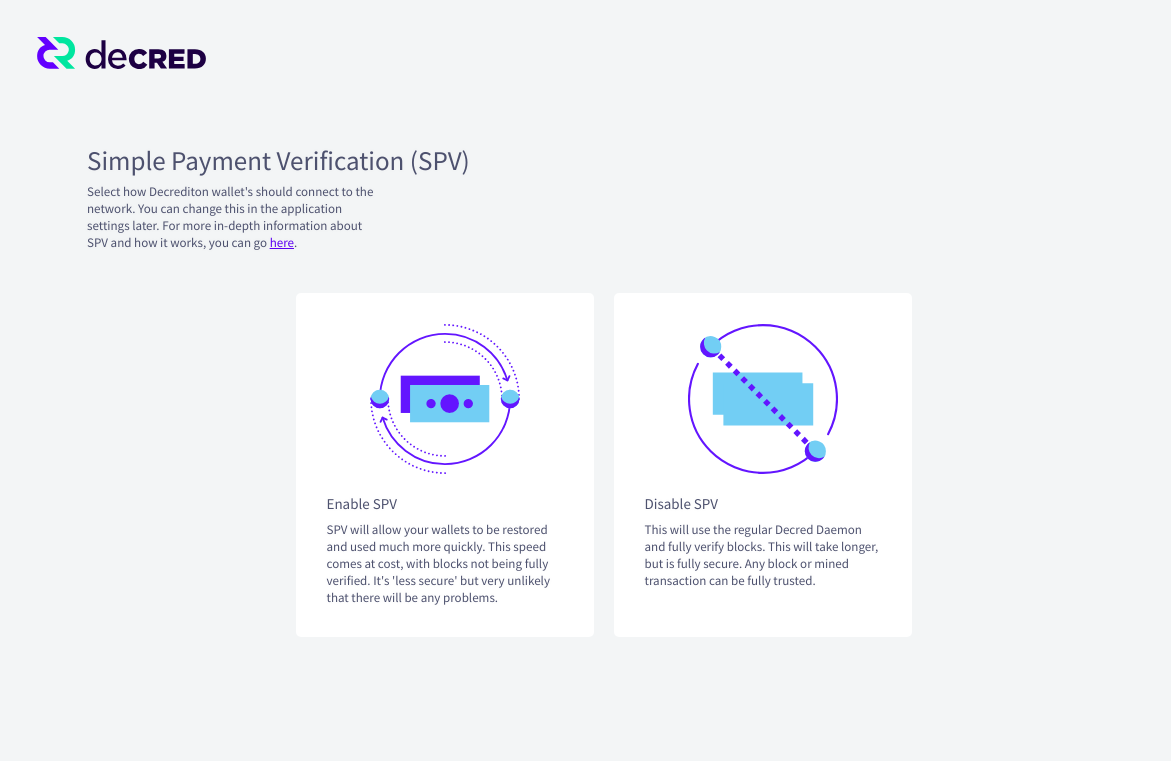 deCRED
Simple Payment Verification (SPV)
Select how Decrediton wallet's should connect to the
network. You can change this in the application
settings later. For more in-depth information about
SPV and how it works, you can go here.
Enable SPV
SPV will allow your wallets to be restored
and used much more quickly. This speed
comes at cost, with blocks not being fully
verified. It's 'less secure' but very unlikely
that there will be any problems.
Disable SPV
This will use the regular Decred Daemon
and fully verify blocks. This will take longer,
but is fully secure. Any block or mined
transaction can be fully trusted.